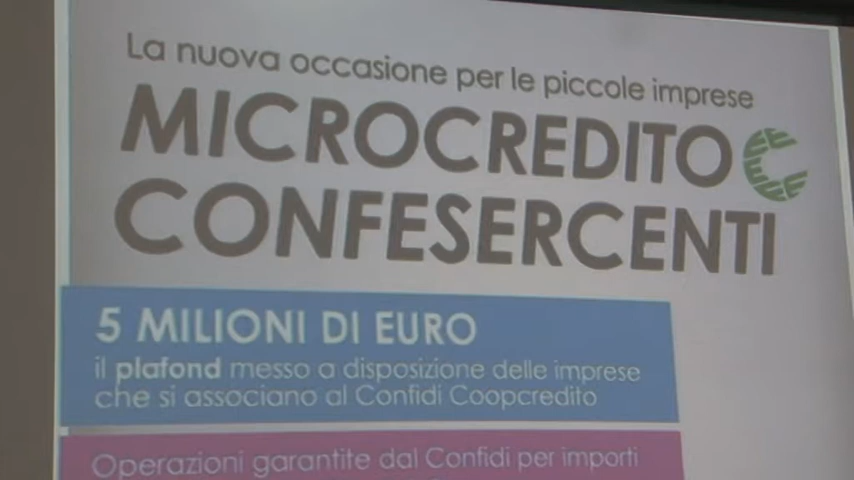 La nuova occasione per le piccole imprese
MICROCREDITO
CONFESERCENTI
5 MILIONI DI EURO
il plafond messo a disposizione delle imprese
che si associano al Confidi Coopcredito
Operazioni garantite dal Confidi per importi